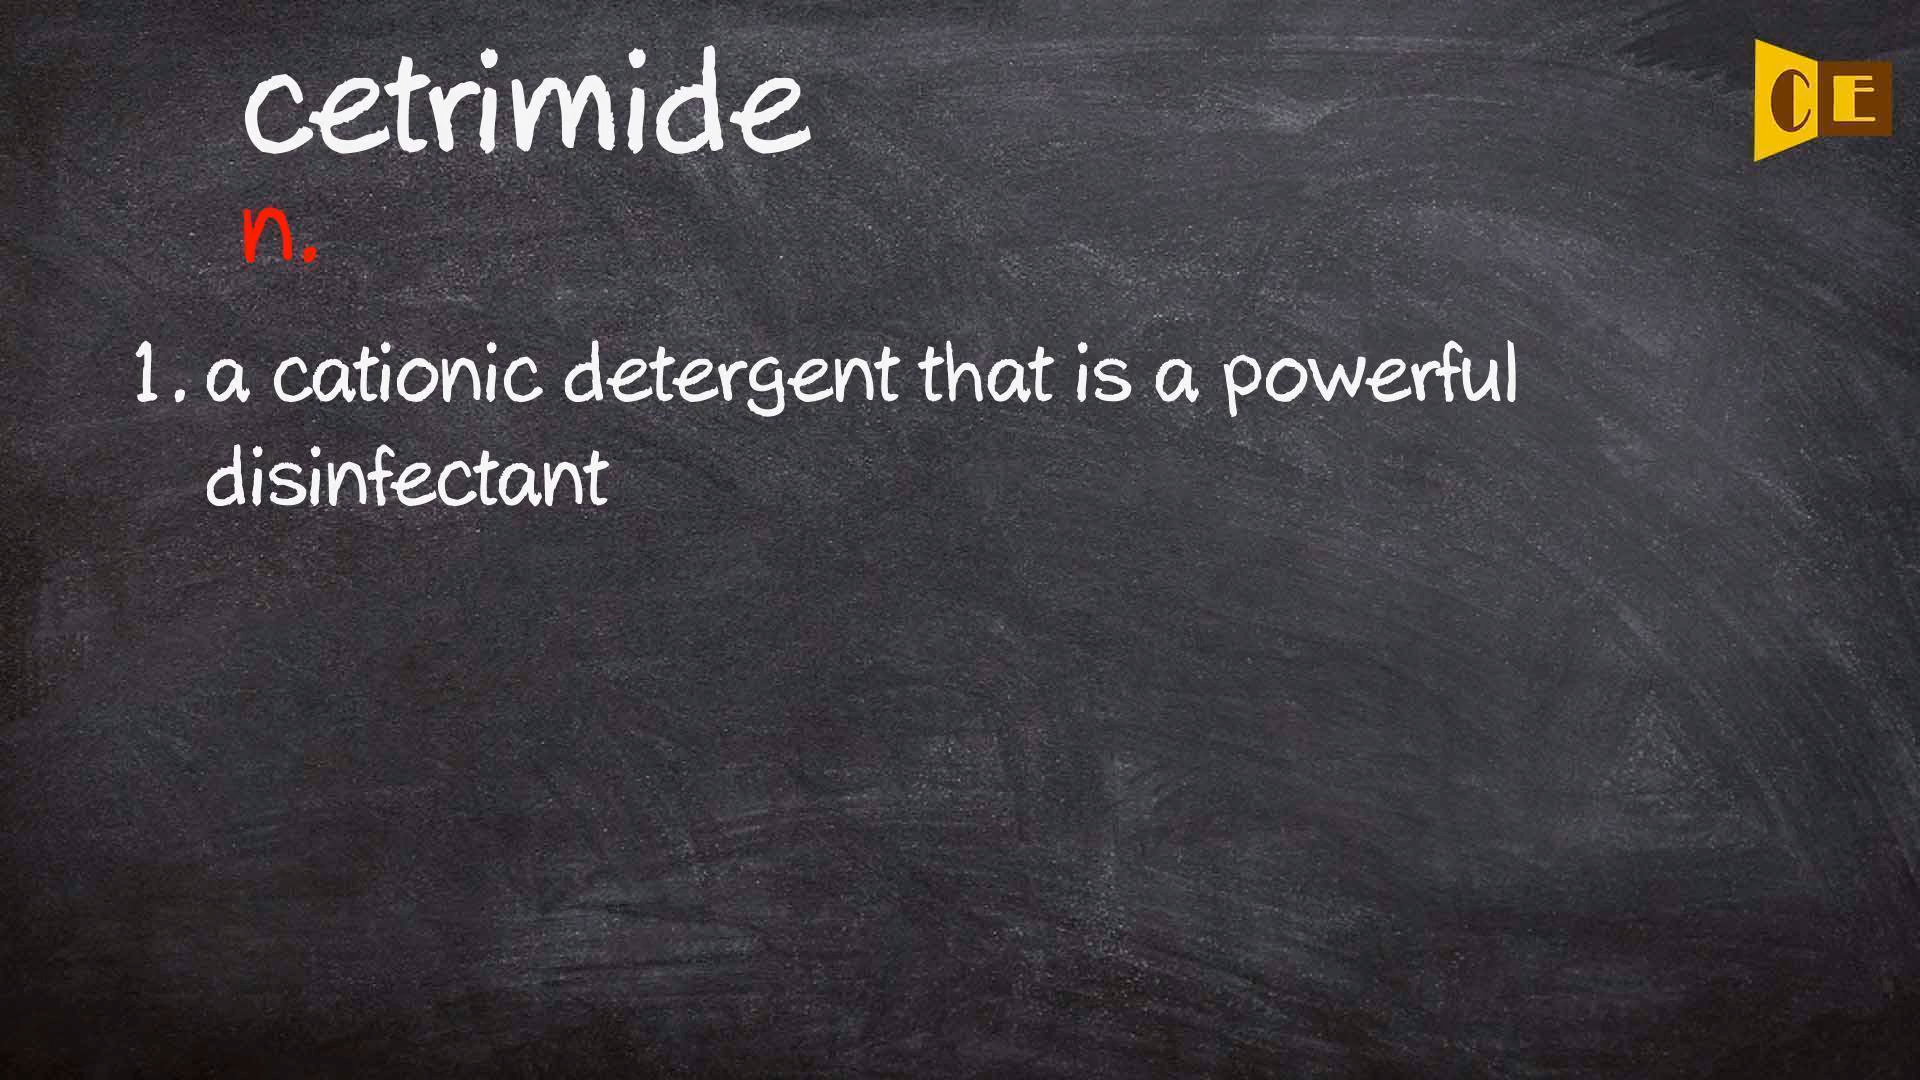 cetrimide
CE
n.
1. a cationic detergent that is a powerful
disinfectant